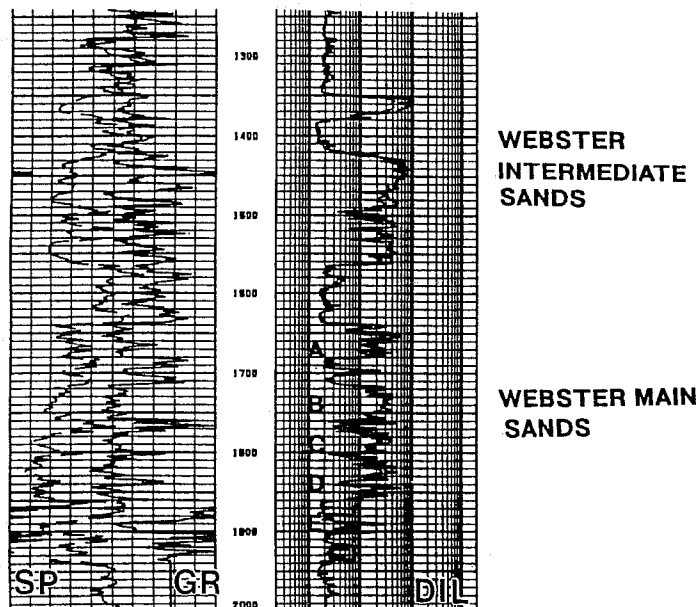 1300
1400
WEBSTER
INTERMEDIATE
SANDS
1500
1600
A
1700
B
WEBSTER MAIN
SANDS
C
1800
D
E
1900
SP
GR
DIL
2000